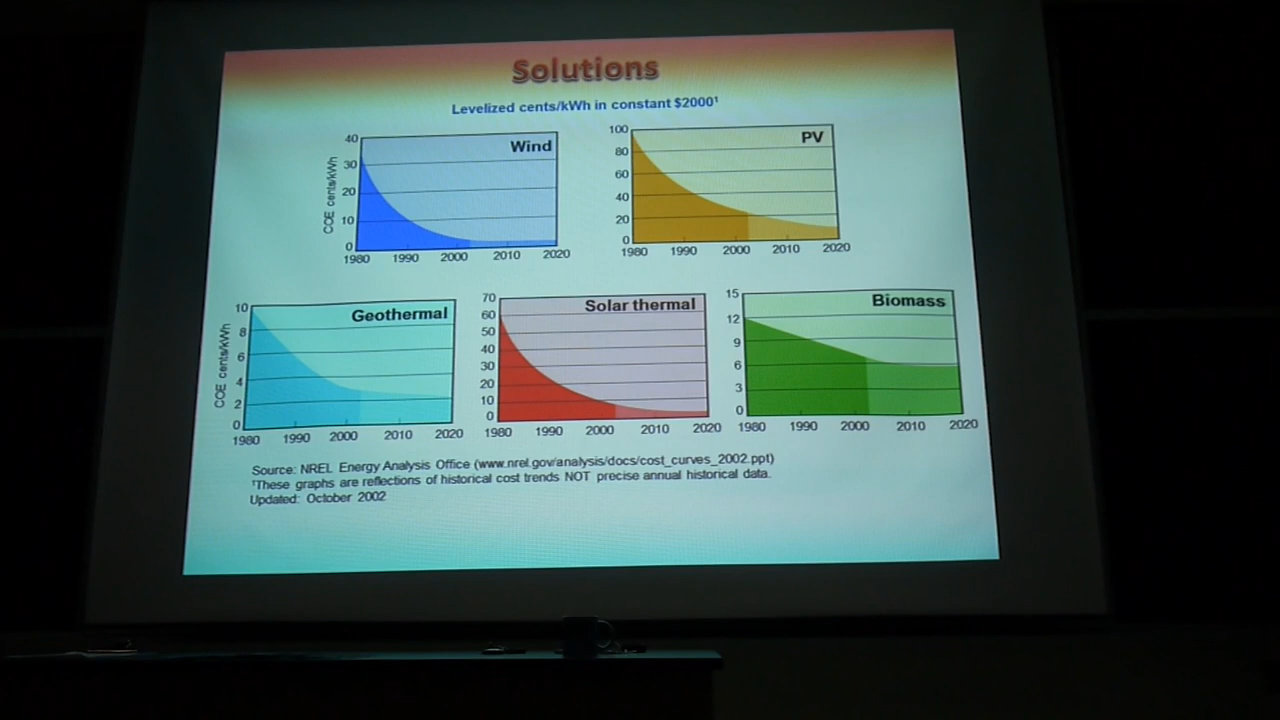 Solutions
Levelized cents/kWh in constant $2000¹
COE cents/kWh
40
30
20
10
0
Wind
1980 1990 2000 2010 2020
100
80
60
40
20
0
PV
1980 1990 2000 2010 2020
COE cents/kWh
10
8
6
4
2
0
Geothermal
1980 1990 2000 2010 2020
70
60
50
40
30
20
10
0
Solar thermal
1980 1990 2000 2010 2020
15
12
9
6
3
0
Biomass
1980 1990 2000 2010 2020
Source: NREL Energy Analysis Office (www.nrel.gov/analysis/docs/cost_curves_2002.ppt)
¹These graphs are reflections of historical cost trends NOT precise annual historical data.
Updated: October 2002